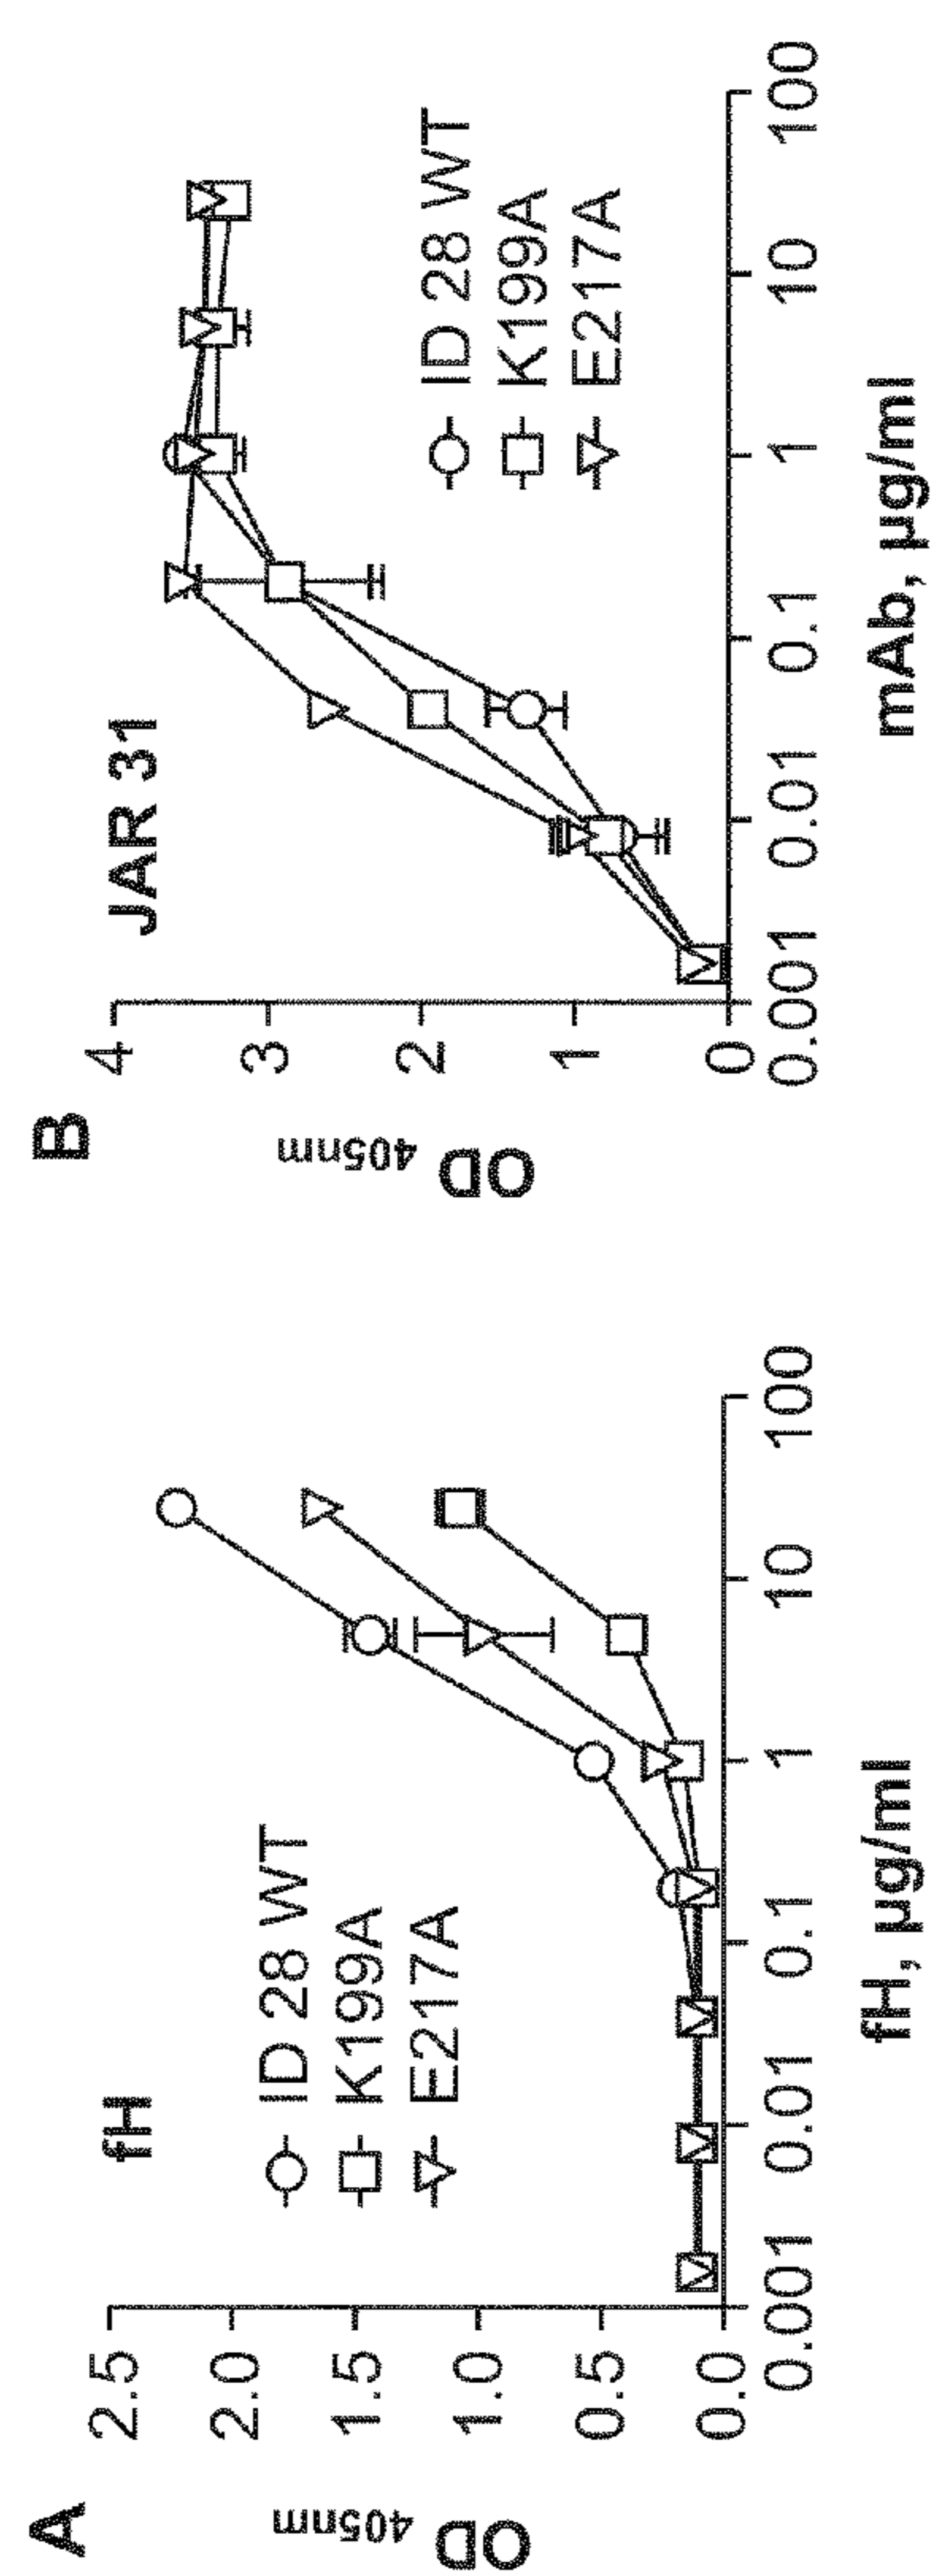 A
fH
ID 28 WT
K199A
E217A
OD 405nm
2.5
2.0
1.5
1.0
0.5
0.0
0.001 0.01 0.1 1 10 100
fH, µg/ml
B
JAR 31
ID 28 WT
K199A
E217A
OD 405nm
4
3
2
1
0
0.001 0.01 0.1 1 10 100
mAb, µg/ml